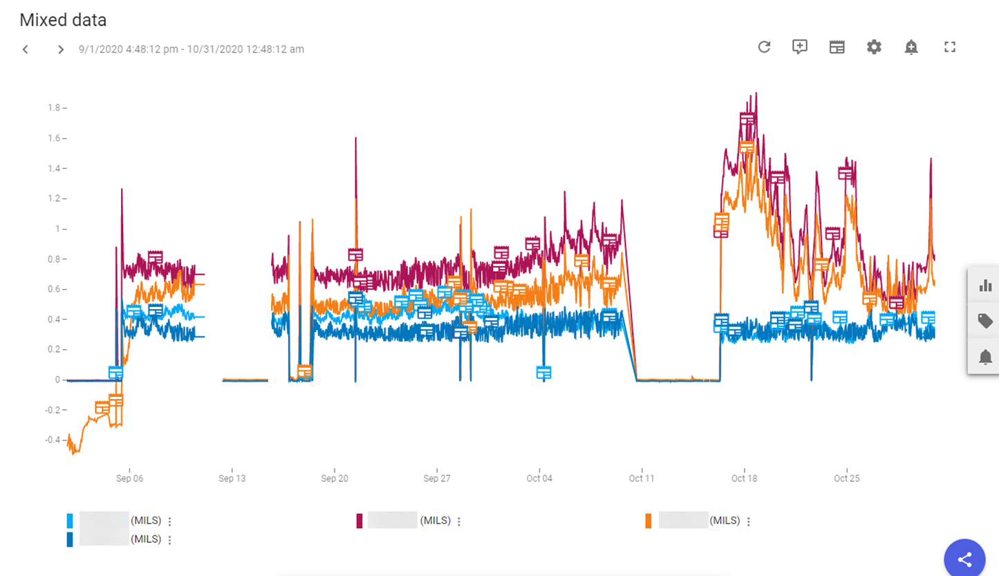 Mixed data
9/1/2020 4:48:12 pm - 10/31/2020 12:48:12 am
1.8
1.6
1.4
1.2
1
0.8
0.6
0.4
0.2
0
-0.2
-0.4
Sep 06 Sep 13 Sep 20 Sep 27 Oct 04 Oct 11 Oct 18 Oct 25
(MILS) (MILS) (MILS)
(MILS)